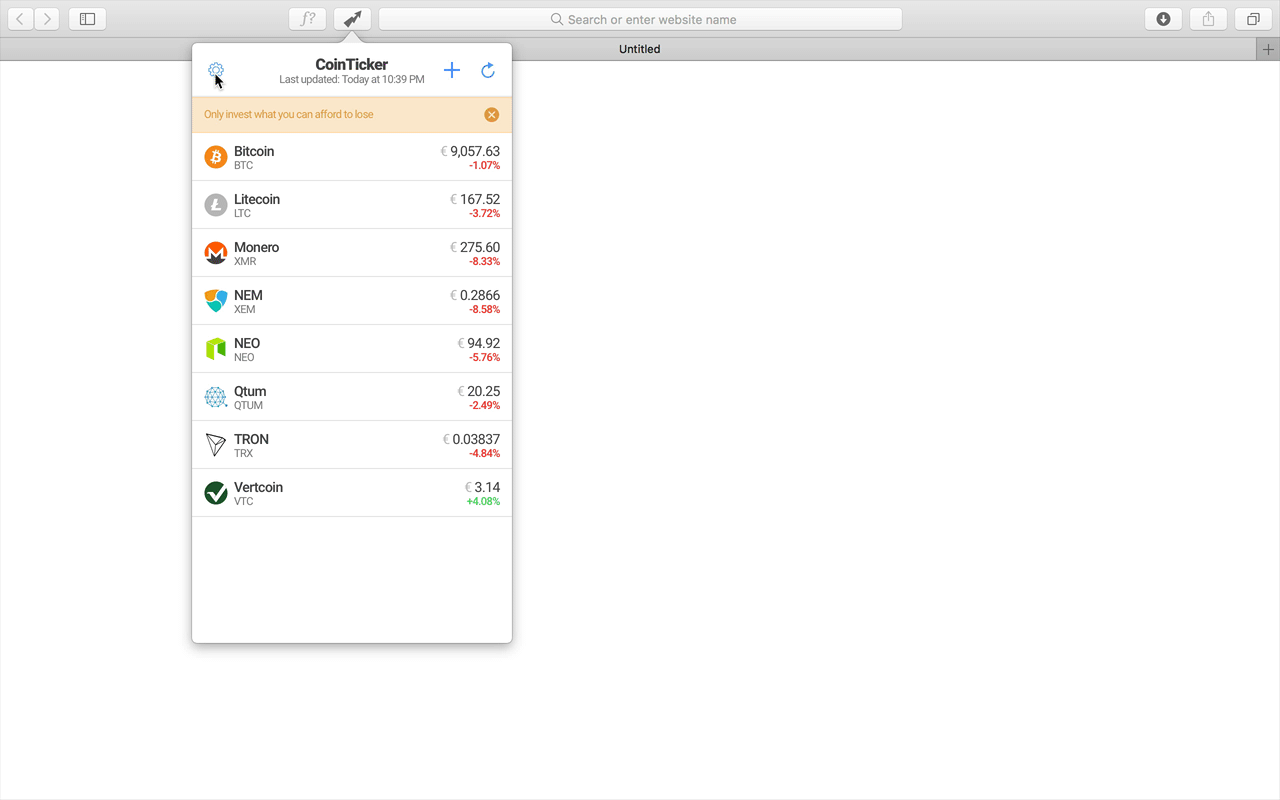 f?
Search or enter website name
Untitled
CoinTicker
Last updated: Today at 10:39 PM
Only invest what you can afford to lose
Bitcoin
€ 9,057.63
BTC
-1.07%
Litecoin
€ 167.52
LTC
-3.72%
Monero
€ 275.60
XMR
-8.33%
NEM
€ 0.2866
XEM
-8.58%
NEO
€ 94.92
NEO
-5.76%
Qtum
€ 20.25
QTUM
-2.49%
TRON
€ 0.03837
TRX
-4.84%
Vertcoin
€ 3.14
VTC
+4.08%